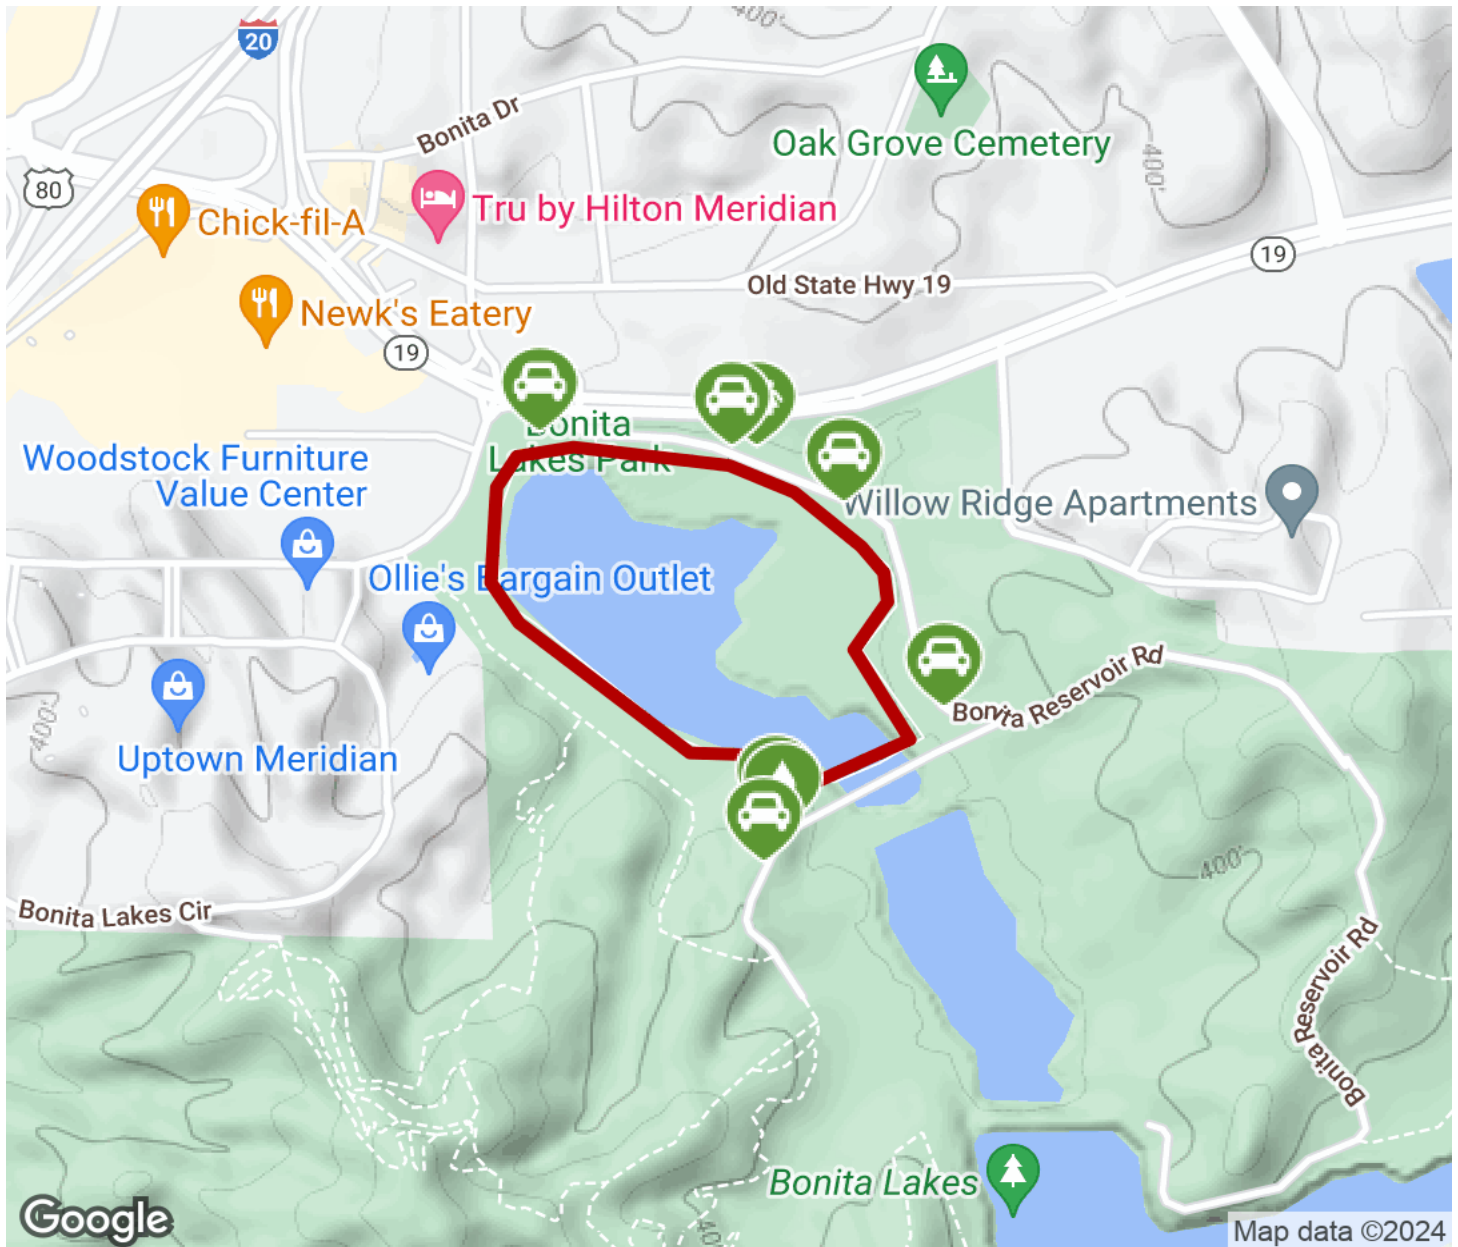 400'
20
Bonita Dr
Oak Grove Cemetery
400'
80
Chick-fil-A
Tru by Hilton Meridian
19
Old State Hwy 19
Newk's Eatery
19
Bonita
Lakes Park
Woodstock Furniture
Value Center
Willow Ridge Apartments
Ollie's Bargain Outlet
Bonita Reservoir Rd
400'
Uptown Meridian
400'
Bonita Lakes Cir
Bonita Reservoir Rd
Bonita Lakes
400'
Google
Map data ©2024